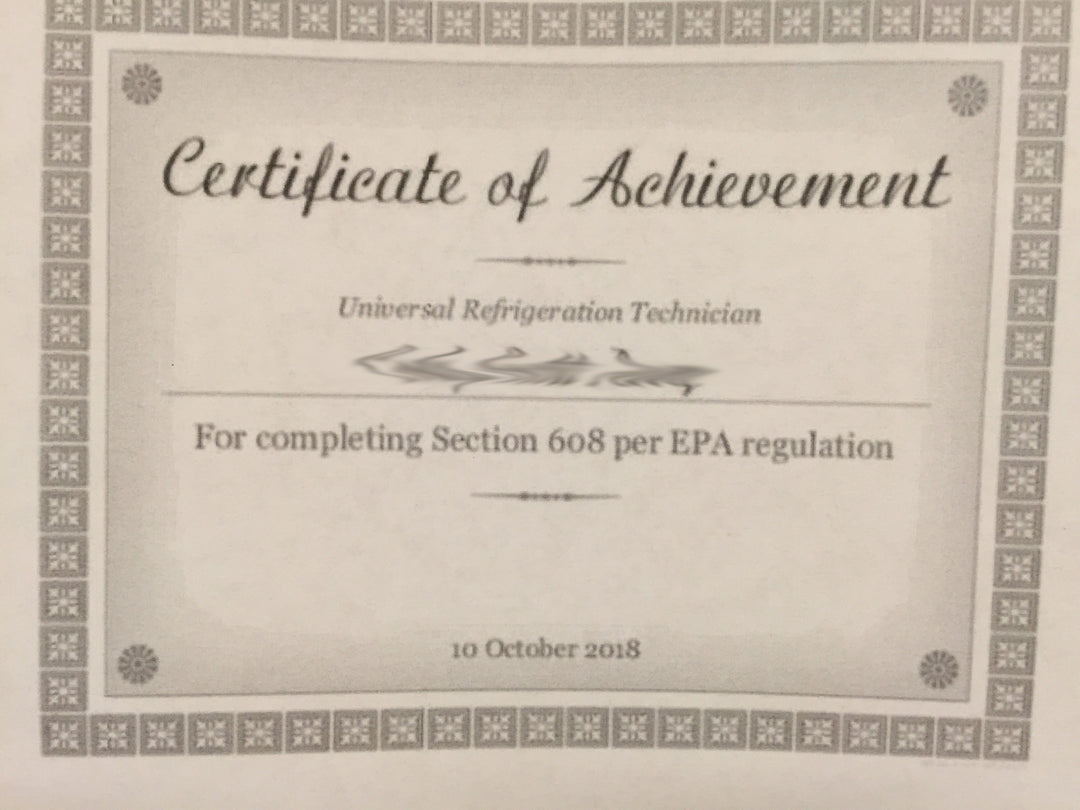 Certificate of Achievement
Universal Refrigeration Technician
For completing Section 608 per EPA regulation
10 October 2018